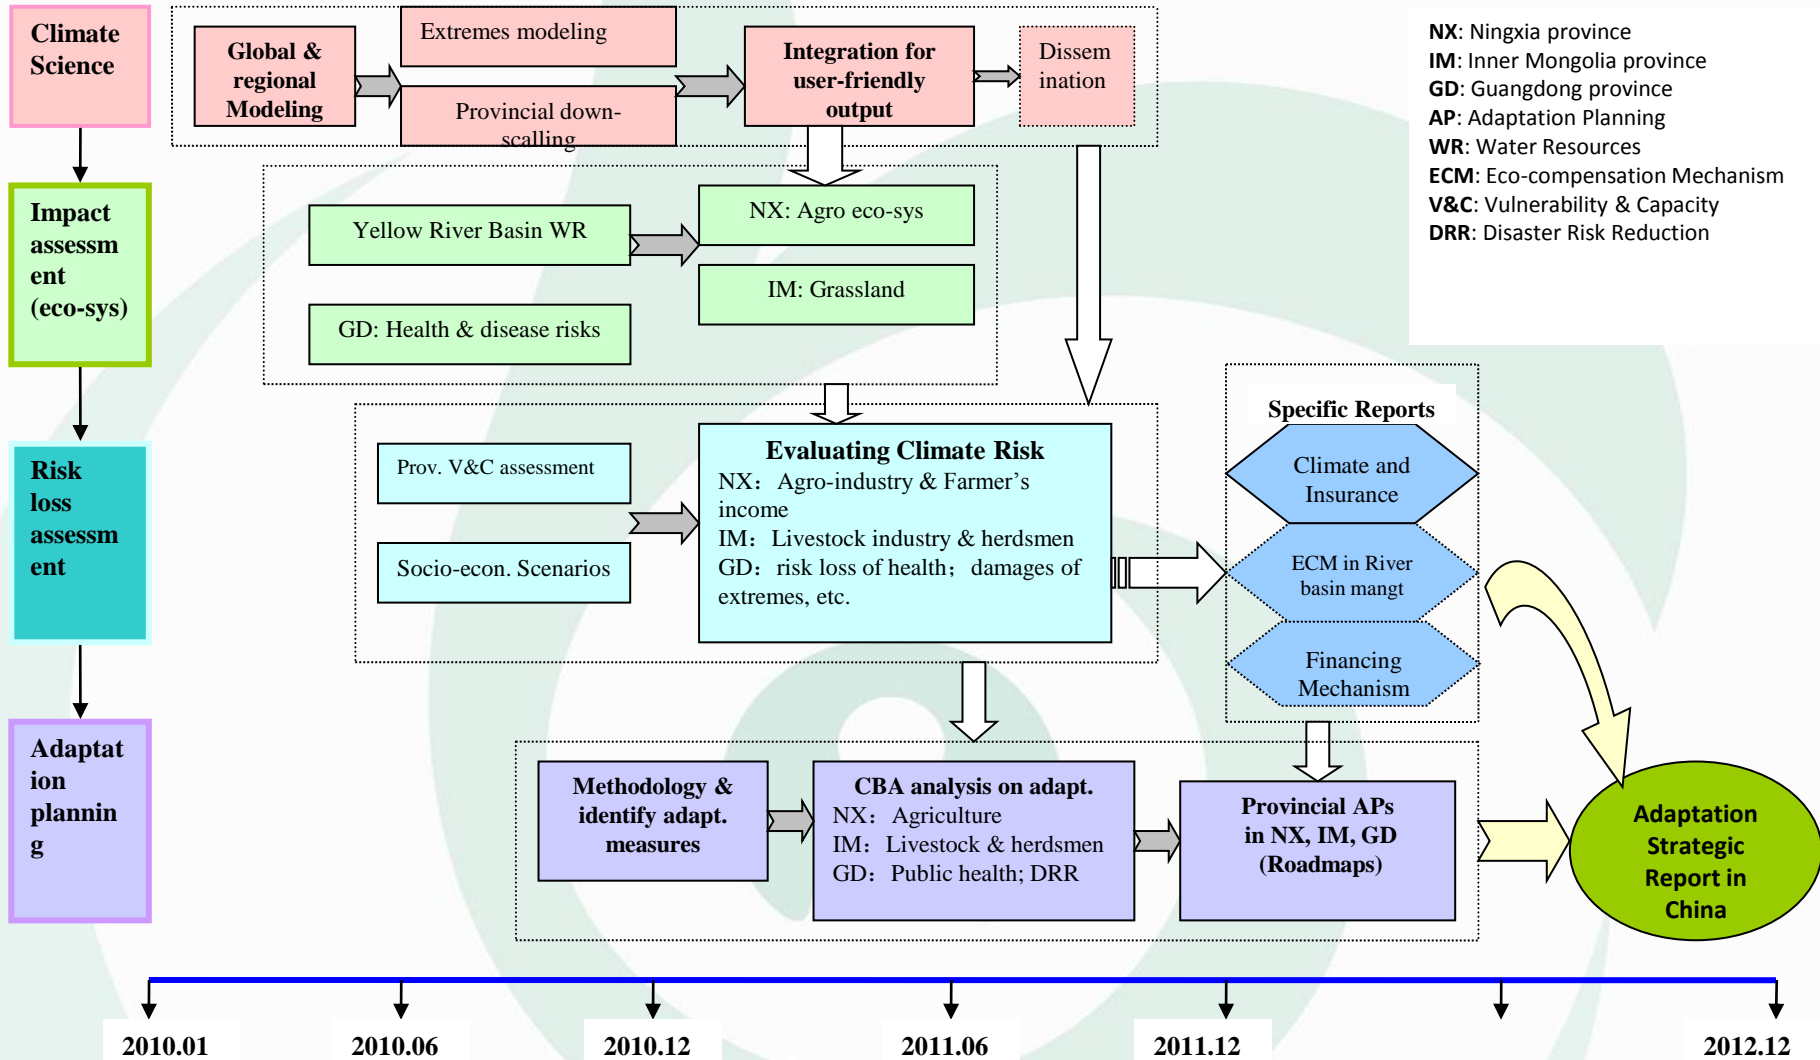 Climate
Science
Global &
regional
Modeling
Extremes modeling
Provincial down-
scalling
Integration for
user-friendly
output
Dissem
ination
NX: Ningxia province
IM: Inner Mongolia province
GD: Guangdong province
AP: Adaptation Planning
WR: Water Resources
ECM: Eco-compensation Mechanism
V&C: Vulnerability & Capacity
DRR: Disaster Risk Reduction
Impact
assessm
ent
(eco-sys)
Yellow River Basin WR
GD: Health & disease risks
NX: Agro eco-sys
IM: Grassland
Risk
loss
assessm
ent
Prov. V&C assessment
Socio-econ. Scenarios
Evaluating Climate Risk
NX：Agro-industry & Farmer’s
income
IM：Livestock industry & herdsmen
GD：risk loss of health；damages of
extremes, etc.
Specific Reports
Climate and
Insurance
ECM in River
basin mangt
Financing
Mechanism
Adaptat
ion
plannin
g
Methodology &
identify adapt.
measures
CBA analysis on adapt.
NX：Agriculture
IM：Livestock & herdsmen
GD：Public health; DRR
Provincial APs
in NX, IM, GD
(Roadmaps)
Adaptation
Strategic
Report in
China
2010.01
2010.06
2010.12
2011.06
2011.12
2012.12